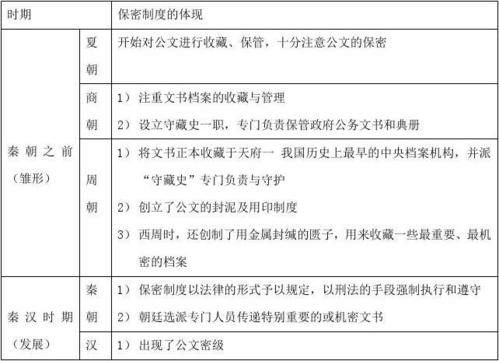 时期 保密制度的体现
夏 开始对公文进行收藏、保管，十分注意公文的保密
朝
商 1） 注重文书档案的收藏与管理
朝 2） 设立守藏史一职，专门负责保管政府公务文书和典册
秦朝之前
（雏形）
周
朝
1） 将文书正本收藏于天府一 我国历史上最早的中央档案机构，并派
“守藏史”专门负责与守护
2） 创立了公文的封泥及用印制度
3） 西周时，还创制了用金属封缄的匮子，用来收藏一些最重要、最机
密的档案
秦汉时期
（发展）
秦 1） 保密制度以法律的形式予以规定，以刑法的手段强制执行和遵守
朝 2） 朝廷选派专门人员传递特别重要的或机密文书
汉 1） 出现了公文密级